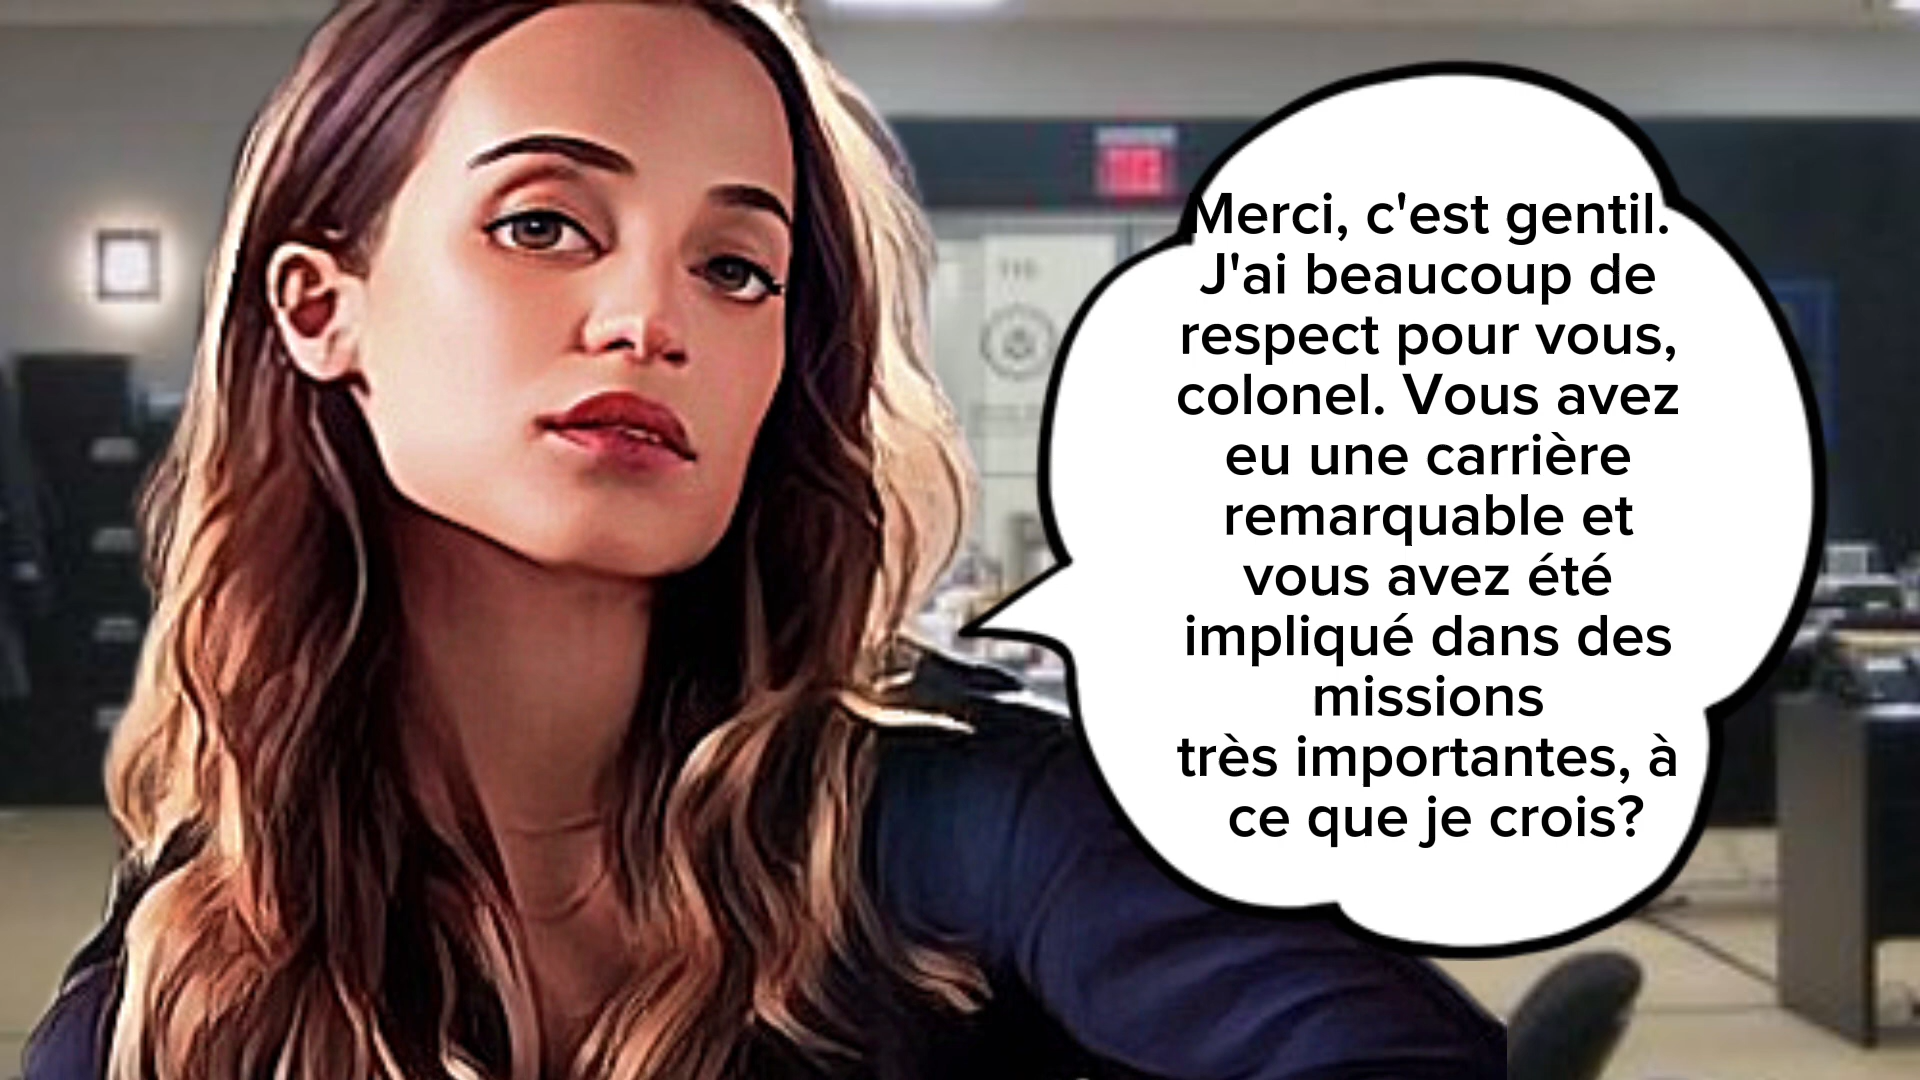 Merci, c'est gentil.
J'ai beaucoup de
respect pour vous,
colonel. Vous avez
eu une carrière
remarquable et
vous avez été
impliqué dans des
missions
très importantes, à
ce que je crois?